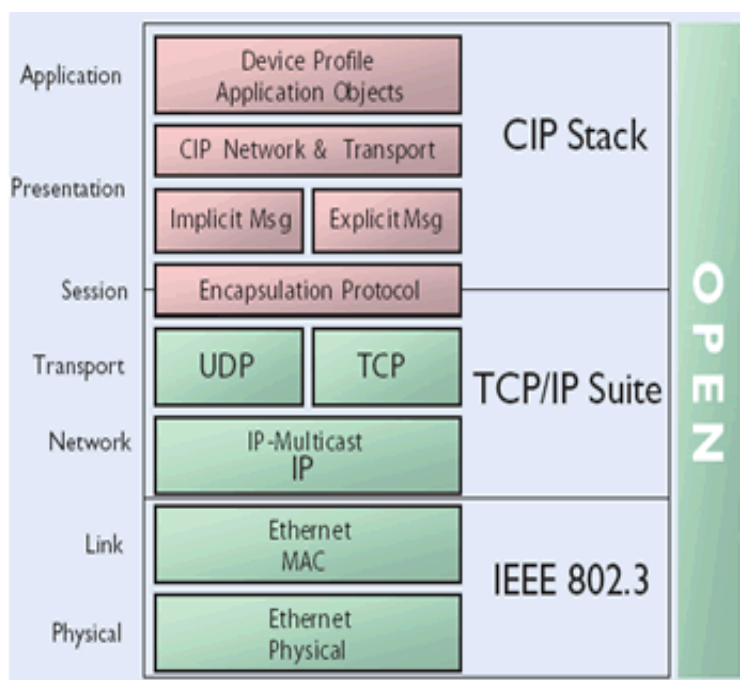 Application
Device Profile
Application Objects
CIP Network & Transport
CIP Stack
Presentation
Implicit Msg
Explicit Msg
Session
Encapsulation Protocol
Transport
UDP
TCP
TCP/IP Suite
Network
IP-Multicast
IP
Link
Ethernet
MAC
IEEE 802.3
Physical
Ethernet
Physical
OPEN